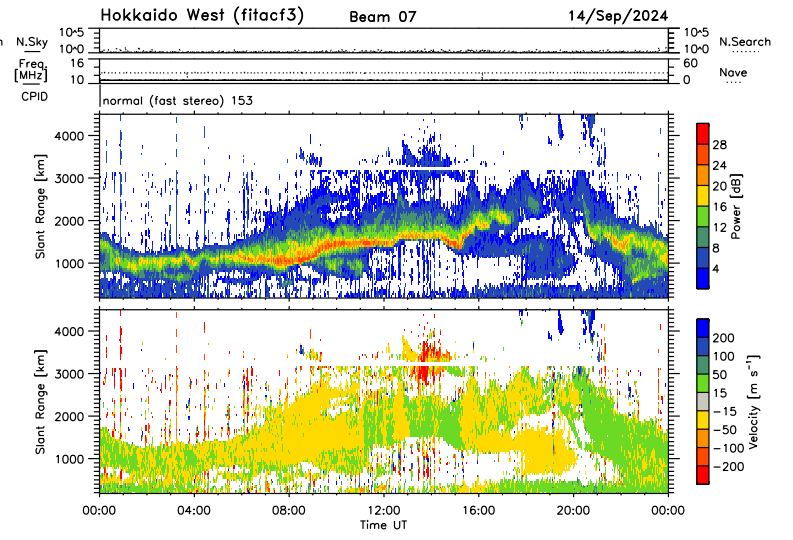 Hokkaido West (fitacf3) Beam 07 14/Sep/2024
n N.Sky 10^5 10^0 10^5 10^0 N.Search
Freq. [MHz] 16 10 60 0 Nave
CPID normal (fast stereo) 153
4000
3000
2000
1000
Slant Range [km]
28
24
20
16
12
8
4
Power [dB]
4000
3000
2000
1000
Slant Range [km]
200
100
50
15
-15
-50
-100
-200
Velocity [m s⁻¹]
00:00 04:00 08:00 12:00 16:00 20:00 00:00
Time UT